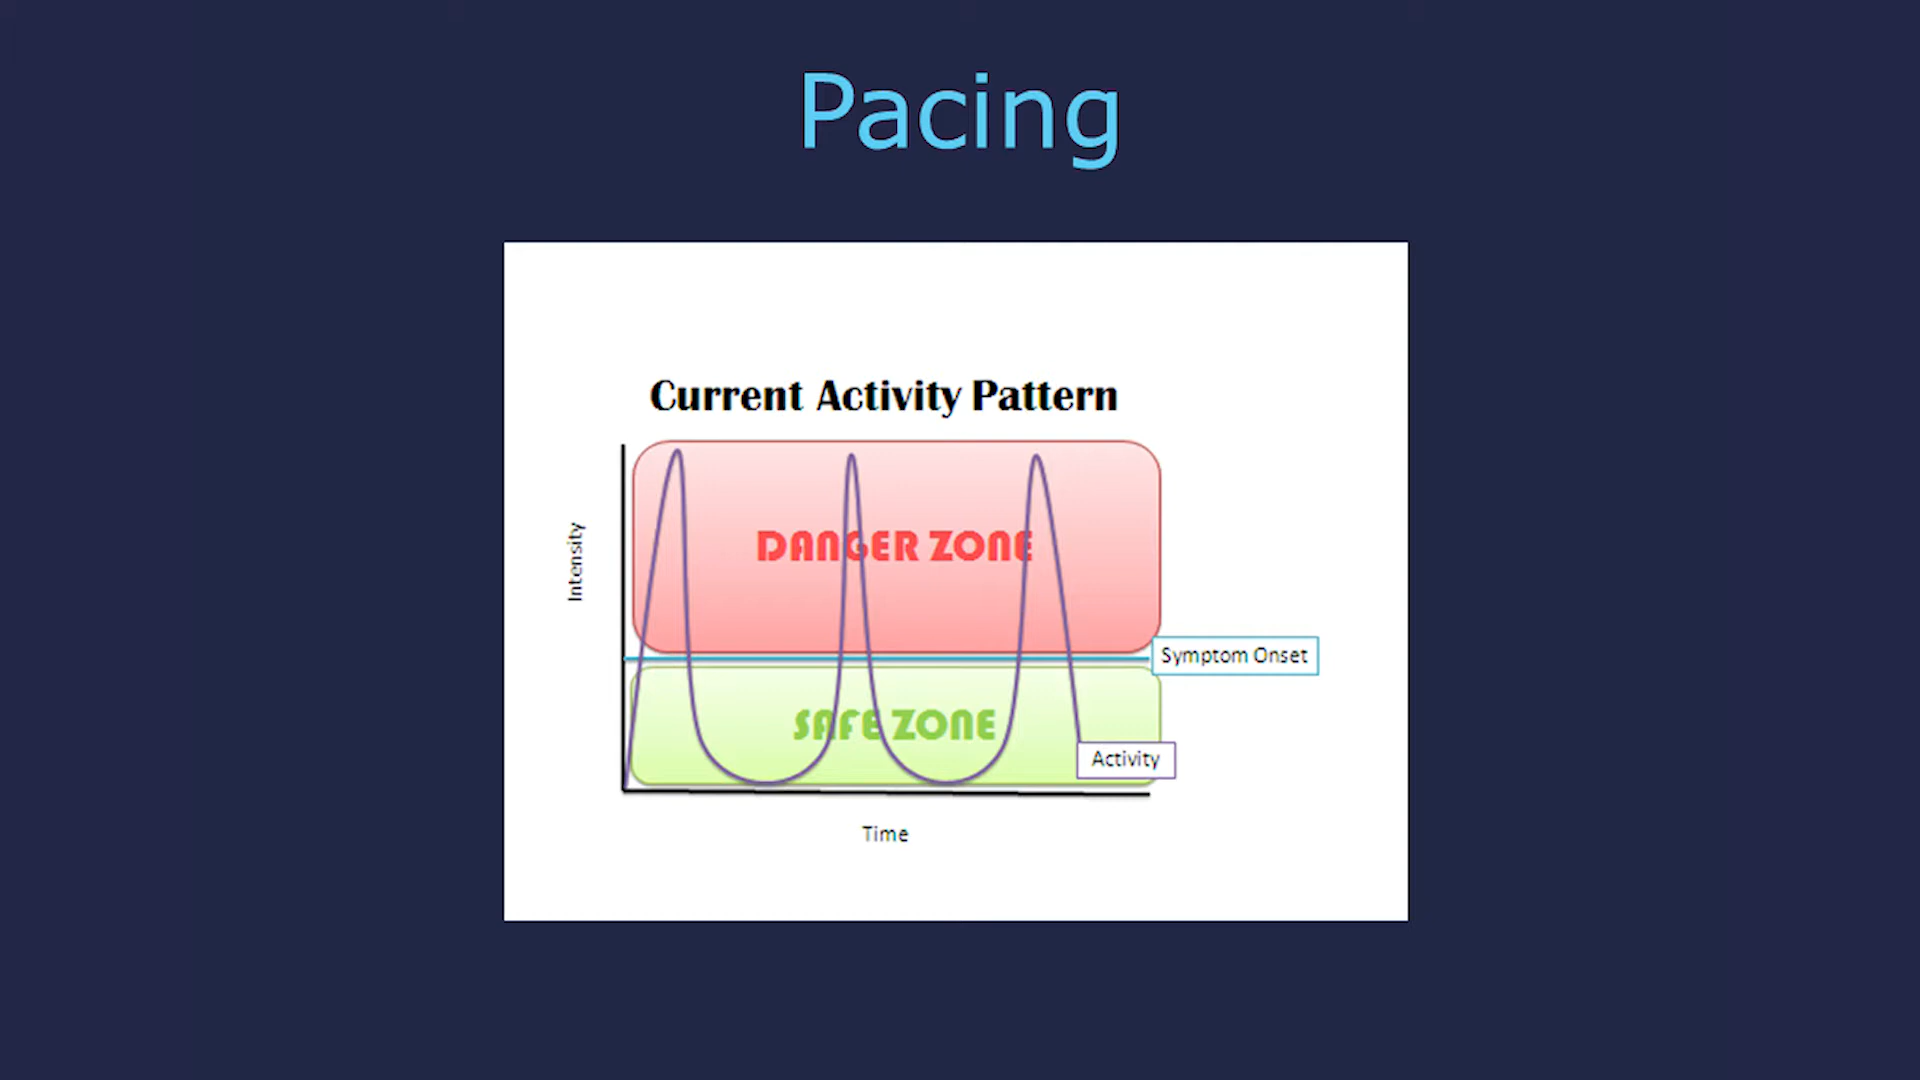 Pacing
Current Activity Pattern
Intensity
DANGER ZONE
Symptom Onset
SAFE ZONE
Activity
Time